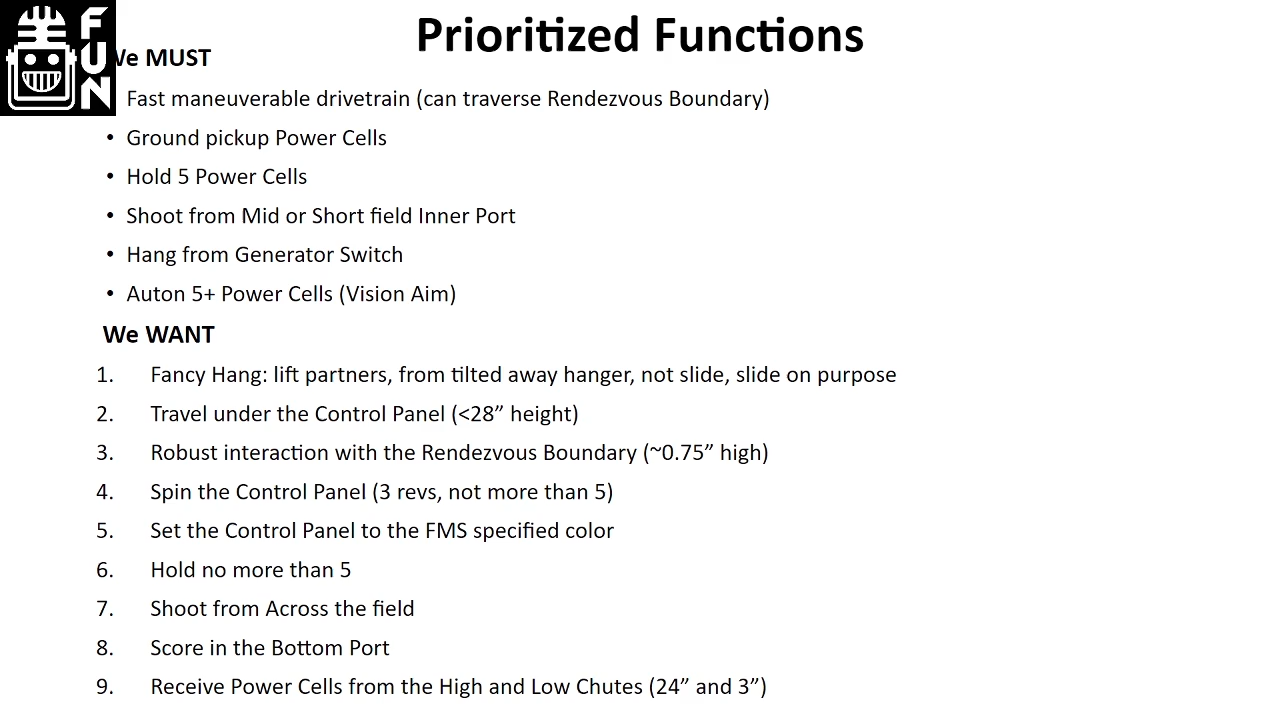 Prioritized Functions
FUN
We MUST
Fast maneuverable drivetrain (can traverse Rendezvous Boundary)
• Ground pickup Power Cells
• Hold 5 Power Cells
• Shoot from Mid or Short field Inner Port
• Hang from Generator Switch
• Auton 5+ Power Cells (Vision Aim)
We WANT
1. Fancy Hang: lift partners, from tilted away hanger, not slide, slide on purpose
2. Travel under the Control Panel (<28” height)
3. Robust interaction with the Rendezvous Boundary (~0.75” high)
4. Spin the Control Panel (3 revs, not more than 5)
5. Set the Control Panel to the FMS specified color
6. Hold no more than 5
7. Shoot from Across the field
8. Score in the Bottom Port
9. Receive Power Cells from the High and Low Chutes (24” and 3”)